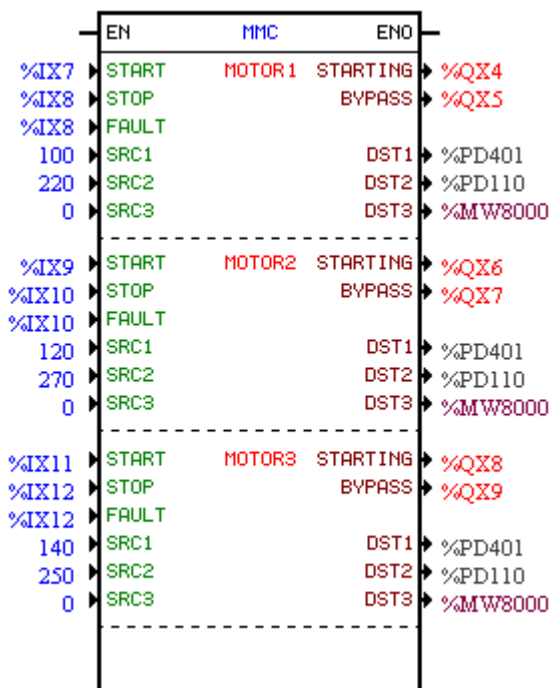 EN MMC ENO
%IX7 START MOTOR1 STARTING %QX4
%IX8 STOP BYPASS %QX5
%IX8 FAULT
100 SRC1 DST1 %PD401
220 SRC2 DST2 %PD110
0 SRC3 DST3 %MW8000
%IX9 START MOTOR2 STARTING %QX6
%IX10 STOP BYPASS %QX7
%IX10 FAULT
120 SRC1 DST1 %PD401
270 SRC2 DST2 %PD110
0 SRC3 DST3 %MW8000
%IX11 START MOTOR3 STARTING %QX8
%IX12 STOP BYPASS %QX9
%IX12 FAULT
140 SRC1 DST1 %PD401
250 SRC2 DST2 %PD110
0 SRC3 DST3 %MW8000